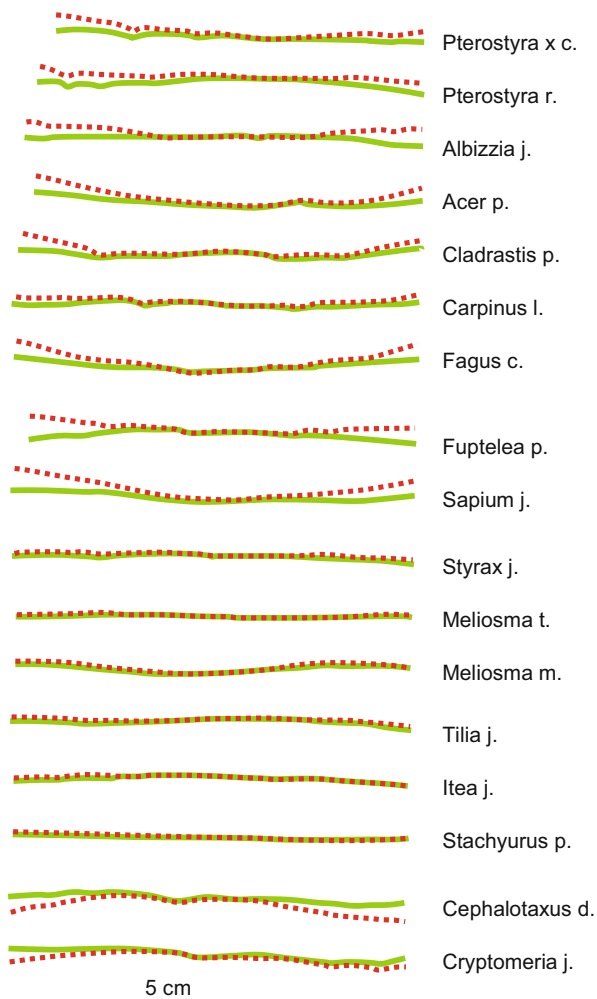 Pterostyra x c.
Pterostyra r.
Albizzia j.
Acer p.
Cladrastis p.
Carpinus l.
Fagus c.
Fuptelea p.
Sapium j.
Styrax j.
Meliosma t.
Meliosma m.
Tilia j.
Itea j.
Stachyurus p.
Cephalotaxus d.
Cryptomeria j.
5 cm